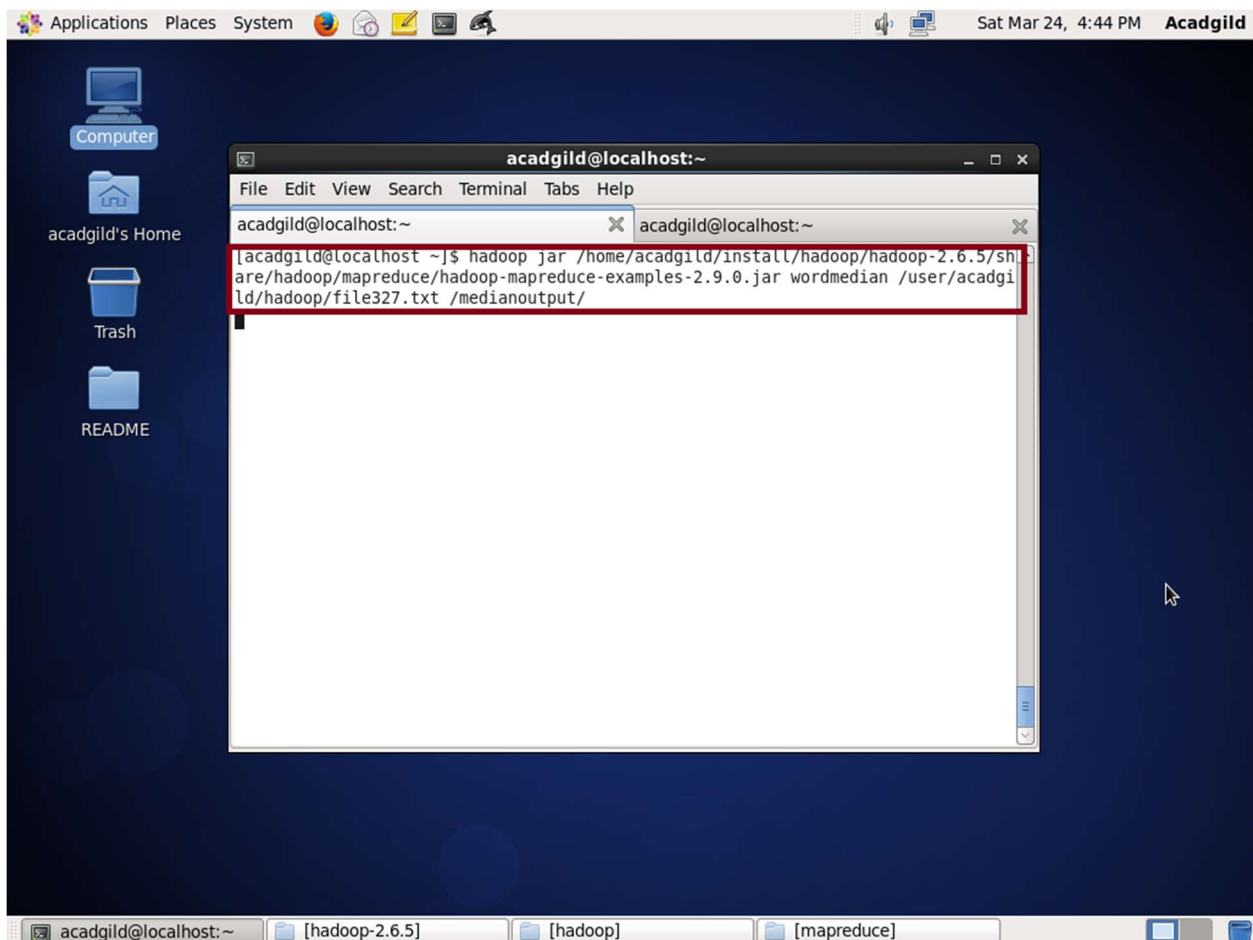 Applications Places System Sat Mar 24, 4:44 PM Acadgild
Computer
acadgild's Home
Trash
README
acadgild@localhost:~
File Edit View Search Terminal Tabs Help
acadgild@localhost:~ acadgild@localhost:~
[acadgild@localhost ~]$ hadoop jar /home/acadgild/install/hadoop/hadoop-2.6.5/sh
are/hadoop/mapreduce/hadoop-mapreduce-examples-2.9.0.jar wordmedian /user/acadgi
ld/hadoop/file327.txt /medianoutput/
acadgild@localhost:~ [hadoop-2.6.5] [hadoop] [mapreduce]